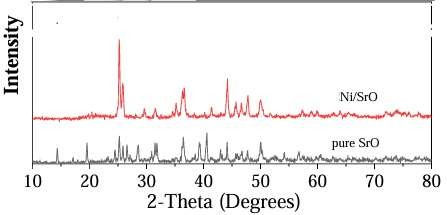 Intensity
Ni/SrO
pure SrO
10 20 30 40 50 60 70 80
2-Theta (Degrees)